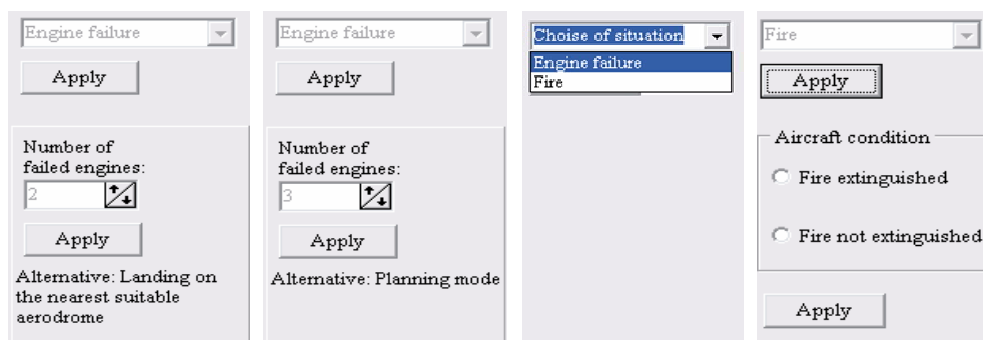 Engine failure
Apply
Number of
failed engines:
2
Apply
Alternative: Landing on
the nearest suitable
aerodrome
Engine failure
Apply
Number of
failed engines:
3
Apply
Alternative: Planning mode
Choise of situation
Engine failure
Fire
Fire
Apply
Aircraft condition
Fire extinguished
Fire not extinguished
Apply